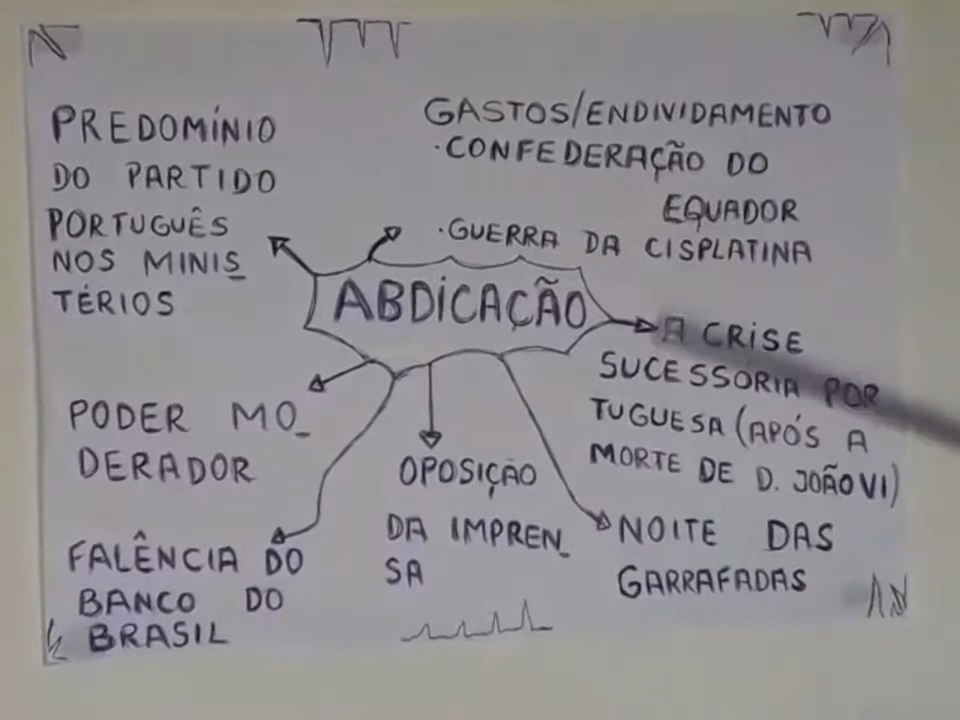 PREDOMÍNIO
DO PARTIDO
PORTUGUÊS
NOS MINIS
TÉRIOS
GASTOS/ENDIVIDAMENTO
·CONFEDERAÇÃO DO
EQUADOR
·GUERRA DA CISPLATINA
ABDICAÇÃO
A CRISE
SUCESSÓRIA POR
TUGUESA (APÓS A
MORTE DE D. JOÃO VI)
PODER MO_
DERADOR
OPOSIÇÃO
DA IMPREN_
SA
NOITE DAS
GARRAFADAS
FALÊNCIA DO
BANCO DO
BRASIL